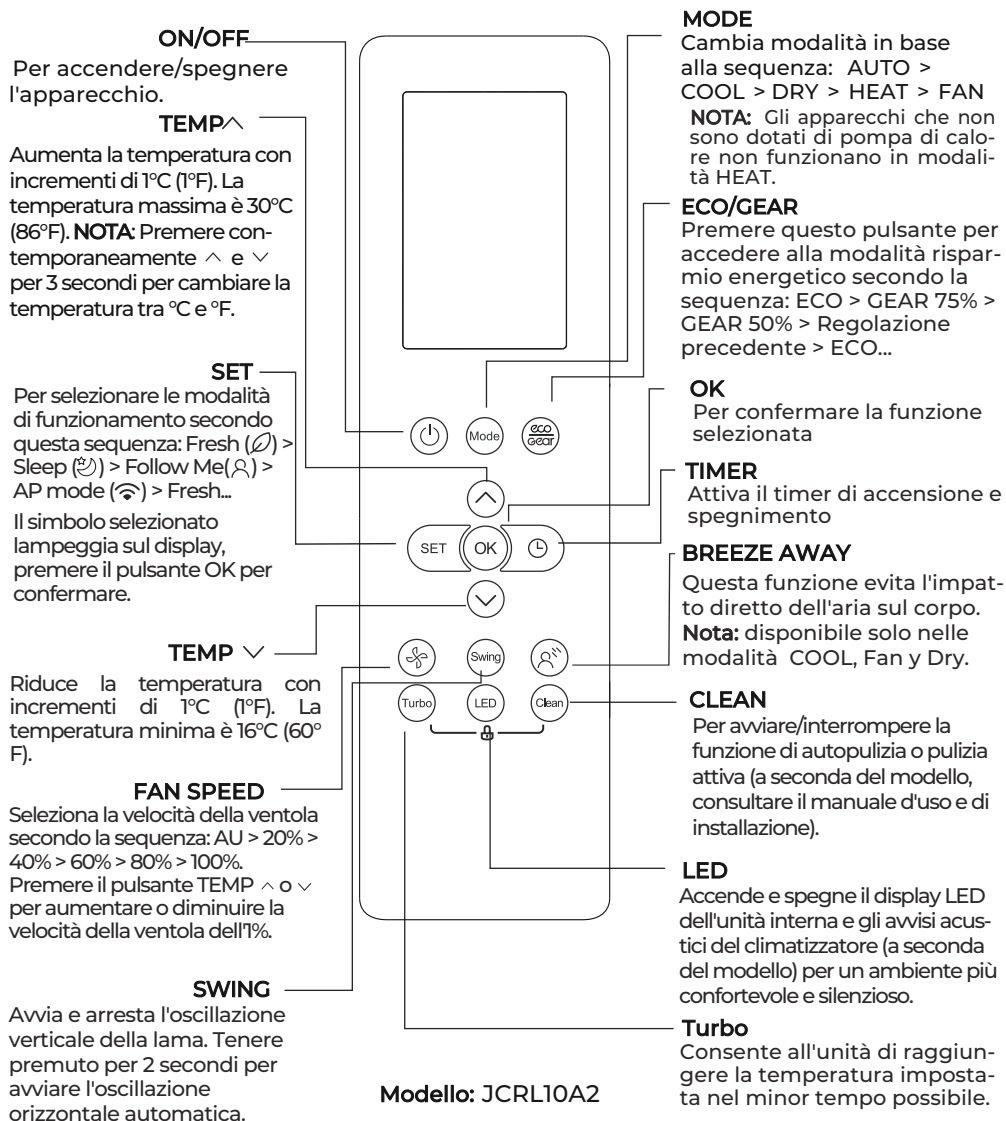 ON/OFF
Per accendere/spegnere
l'apparecchio.
TEMP^
Aumenta la temperatura con
incrementi di 1°C (1°F). La
temperatura massima è 30°C
(86°F). NOTA: Premere con-
temporaneamente ^ e ˅
per 3 secondi per cambiare la
temperatura tra °C e °F.
SET
Per selezionare le modalità
di funzionamento secondo
questa sequenza: Fresh () >
Sleep () > Follow Me() >
AP mode () > Fresh...
Il simbolo selezionato
lampeggia sul display,
premere il pulsante OK per
confermare.
TEMP ˅
Riduce la temperatura con
incrementi di 1°C (1°F). La
temperatura minima è 16°C (60°
F).
FAN SPEED
Seleziona la velocità della ventola
secondo la sequenza: AU > 20% >
40% > 60% > 80% > 100%.
Premere il pulsante TEMP ^ o ˅
per aumentare o diminuire la
velocità della ventola dell'1%.
SWING
Avvia e arresta l'oscillazione
verticale della lama. Tenere
premuto per 2 secondi per
avviare l'oscillazione
orizzontale automatica.
Mode
eco
Gear
SET
OK
Swing
Turbo
LED
Clean
Modello: JCRL10A2
MODE
Cambia modalità in base
alla sequenza: AUTO >
COOL > DRY > HEAT > FAN
NOTA: Gli apparecchi che non
sono dotati di pompa di calo-
re non funzionano in modali-
tà HEAT.
ECO/GEAR
Premere questo pulsante per
accedere alla modalità rispar-
mio energetico secondo la
sequenza: ECO > GEAR 75% >
GEAR 50% > Regolazione
precedente > ECO...
OK
Per confermare la funzione
selezionata
TIMER
Attiva il timer di accensione e
spegnimento
BREEZE AWAY
Questa funzione evita l'impat-
to diretto dell'aria sul corpo.
Nota: disponibile solo nelle
modalità COOL, Fan y Dry.
CLEAN
Per avviare/interrompere la
funzione di autopulizia o pulizia
attiva (a seconda del modello,
consultare il manuale d'uso e di
installazione).
LED
Accende e spegne il display LED
dell'unità interna e gli avvisi acus-
tici del climatizzatore (a seconda
del modello) per un ambiente più
confortevole e silenzioso.
Turbo
Consente all'unità di raggiun-
gere la temperatura imposta-
ta nel minor tempo possibile.